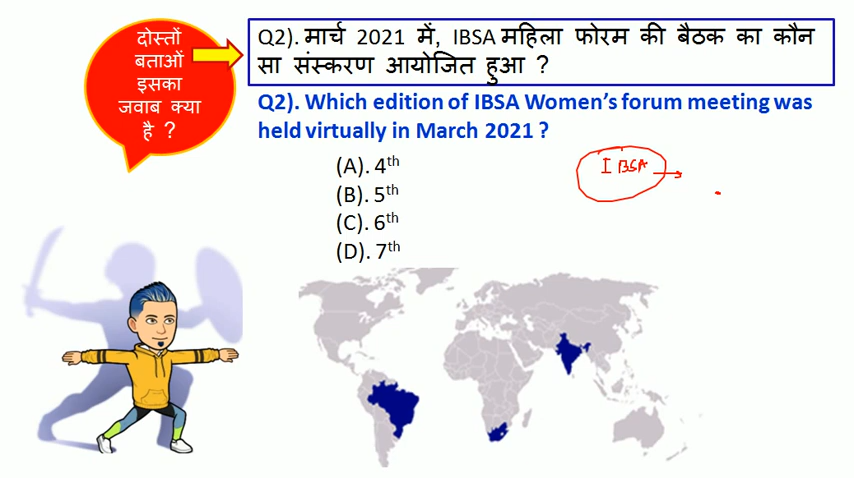 दोस्तों
बताओं
इसका
जवाब क्या
है ?
Q2). मार्च 2021 में, IBSA महिला फोरम की बैठक का कौन
सा संस्करण आयोजित हुआ ?
Q2). Which edition of IBSA Women's forum meeting was
held virtually in March 2021 ?
(A). 4th
(B). 5th
(C). 6th
(D). 7th
IBSA